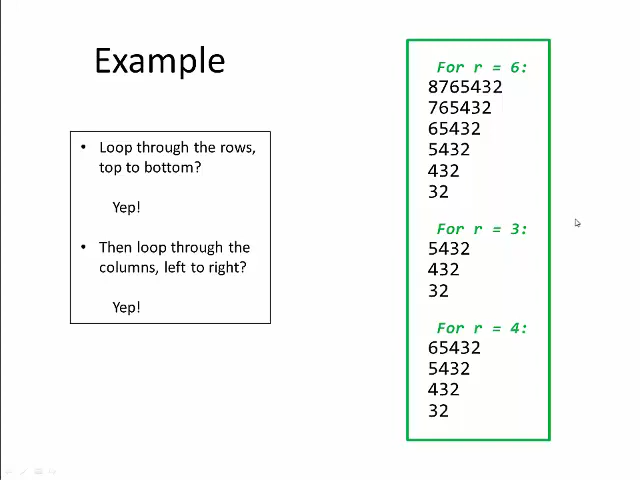 Example
• Loop through the rows,
top to bottom?
Yep!
• Then loop through the
columns, left to right?
Yep!
For r = 6:
8765432
765432
65432
5432
432
32
For r = 3:
5432
432
32
For r = 4:
65432
5432
432
32